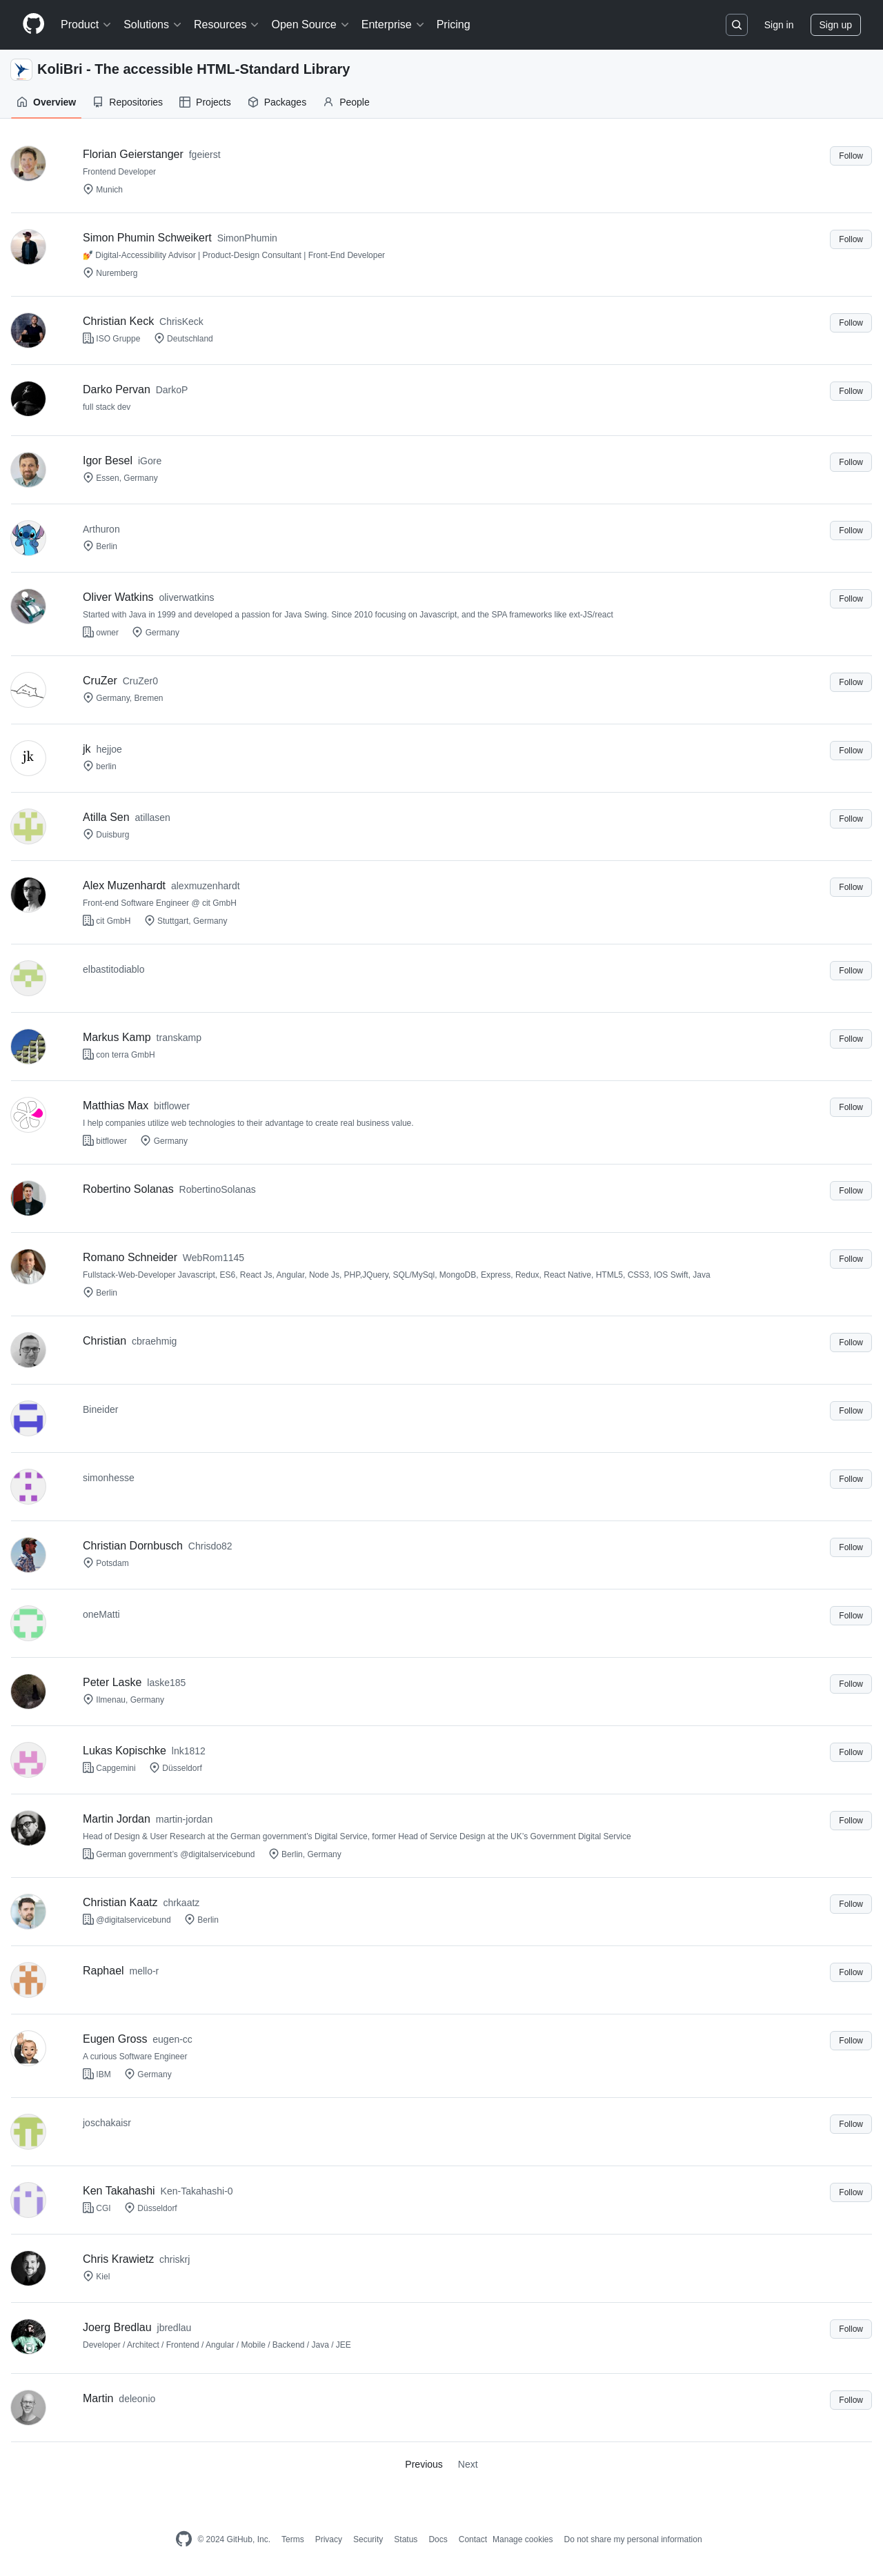 Product Solutions Resources Open Source Enterprise Pricing Sign in Sign up
KoliBri - The accessible HTML-Standard Library
Overview Repositories Projects Packages People
Florian Geierstanger fgeierst Follow
Frontend Developer
Munich
Simon Phumin Schweikert SimonPhumin Follow
💅 Digital-Accessibility Advisor | Product-Design Consultant | Front-End Developer
Nuremberg
Christian Keck ChrisKeck Follow
ISO Gruppe Deutschland
Darko Pervan DarkoP Follow
full stack dev
Igor Besel iGore Follow
Essen, Germany
Arthuron Follow
Berlin
Oliver Watkins oliverwatkins Follow
Started with Java in 1999 and developed a passion for Java Swing. Since 2010 focusing on Javascript, and the SPA frameworks like ext-JS/react
owner Germany
CruZer CruZer0 Follow
Germany, Bremen
jk
jk hejjoe Follow
berlin
Atilla Sen atillasen Follow
Duisburg
Alex Muzenhardt alexmuzenhardt Follow
Front-end Software Engineer @ cit GmbH
cit GmbH Stuttgart, Germany
elbastitodiablo Follow
Markus Kamp transkamp Follow
con terra GmbH
Matthias Max bitflower Follow
I help companies utilize web technologies to their advantage to create real business value.
bitflower Germany
Robertino Solanas RobertinoSolanas Follow
Romano Schneider WebRom1145 Follow
Fullstack-Web-Developer Javascript, ES6, React Js, Angular, Node Js, PHP,JQuery, SQL/MySql, MongoDB, Express, Redux, React Native, HTML5, CSS3, IOS Swift, Java
Berlin
Christian cbraehmig Follow
Bineider Follow
simonhesse Follow
Christian Dornbusch Chrisdo82 Follow
Potsdam
oneMatti Follow
Peter Laske laske185 Follow
Ilmenau, Germany
Lukas Kopischke lnk1812 Follow
Capgemini Düsseldorf
Martin Jordan martin-jordan Follow
Head of Design & User Research at the German government's Digital Service, former Head of Service Design at the UK's Government Digital Service
German government's @digitalservicebund Berlin, Germany
Christian Kaatz chrkaatz Follow
@digitalservicebund Berlin
Raphael mello-r Follow
Eugen Gross eugen-cc Follow
A curious Software Engineer
IBM Germany
joschakaisr Follow
Ken Takahashi Ken-Takahashi-0 Follow
CGI Düsseldorf
Chris Krawietz chriskrj Follow
Kiel
Joerg Bredlau jbredlau Follow
Developer / Architect / Frontend / Angular / Mobile / Backend / Java / JEE
Martin deleonio Follow
Previous Next
© 2024 GitHub, Inc. Terms Privacy Security Status Docs Contact Manage cookies Do not share my personal information